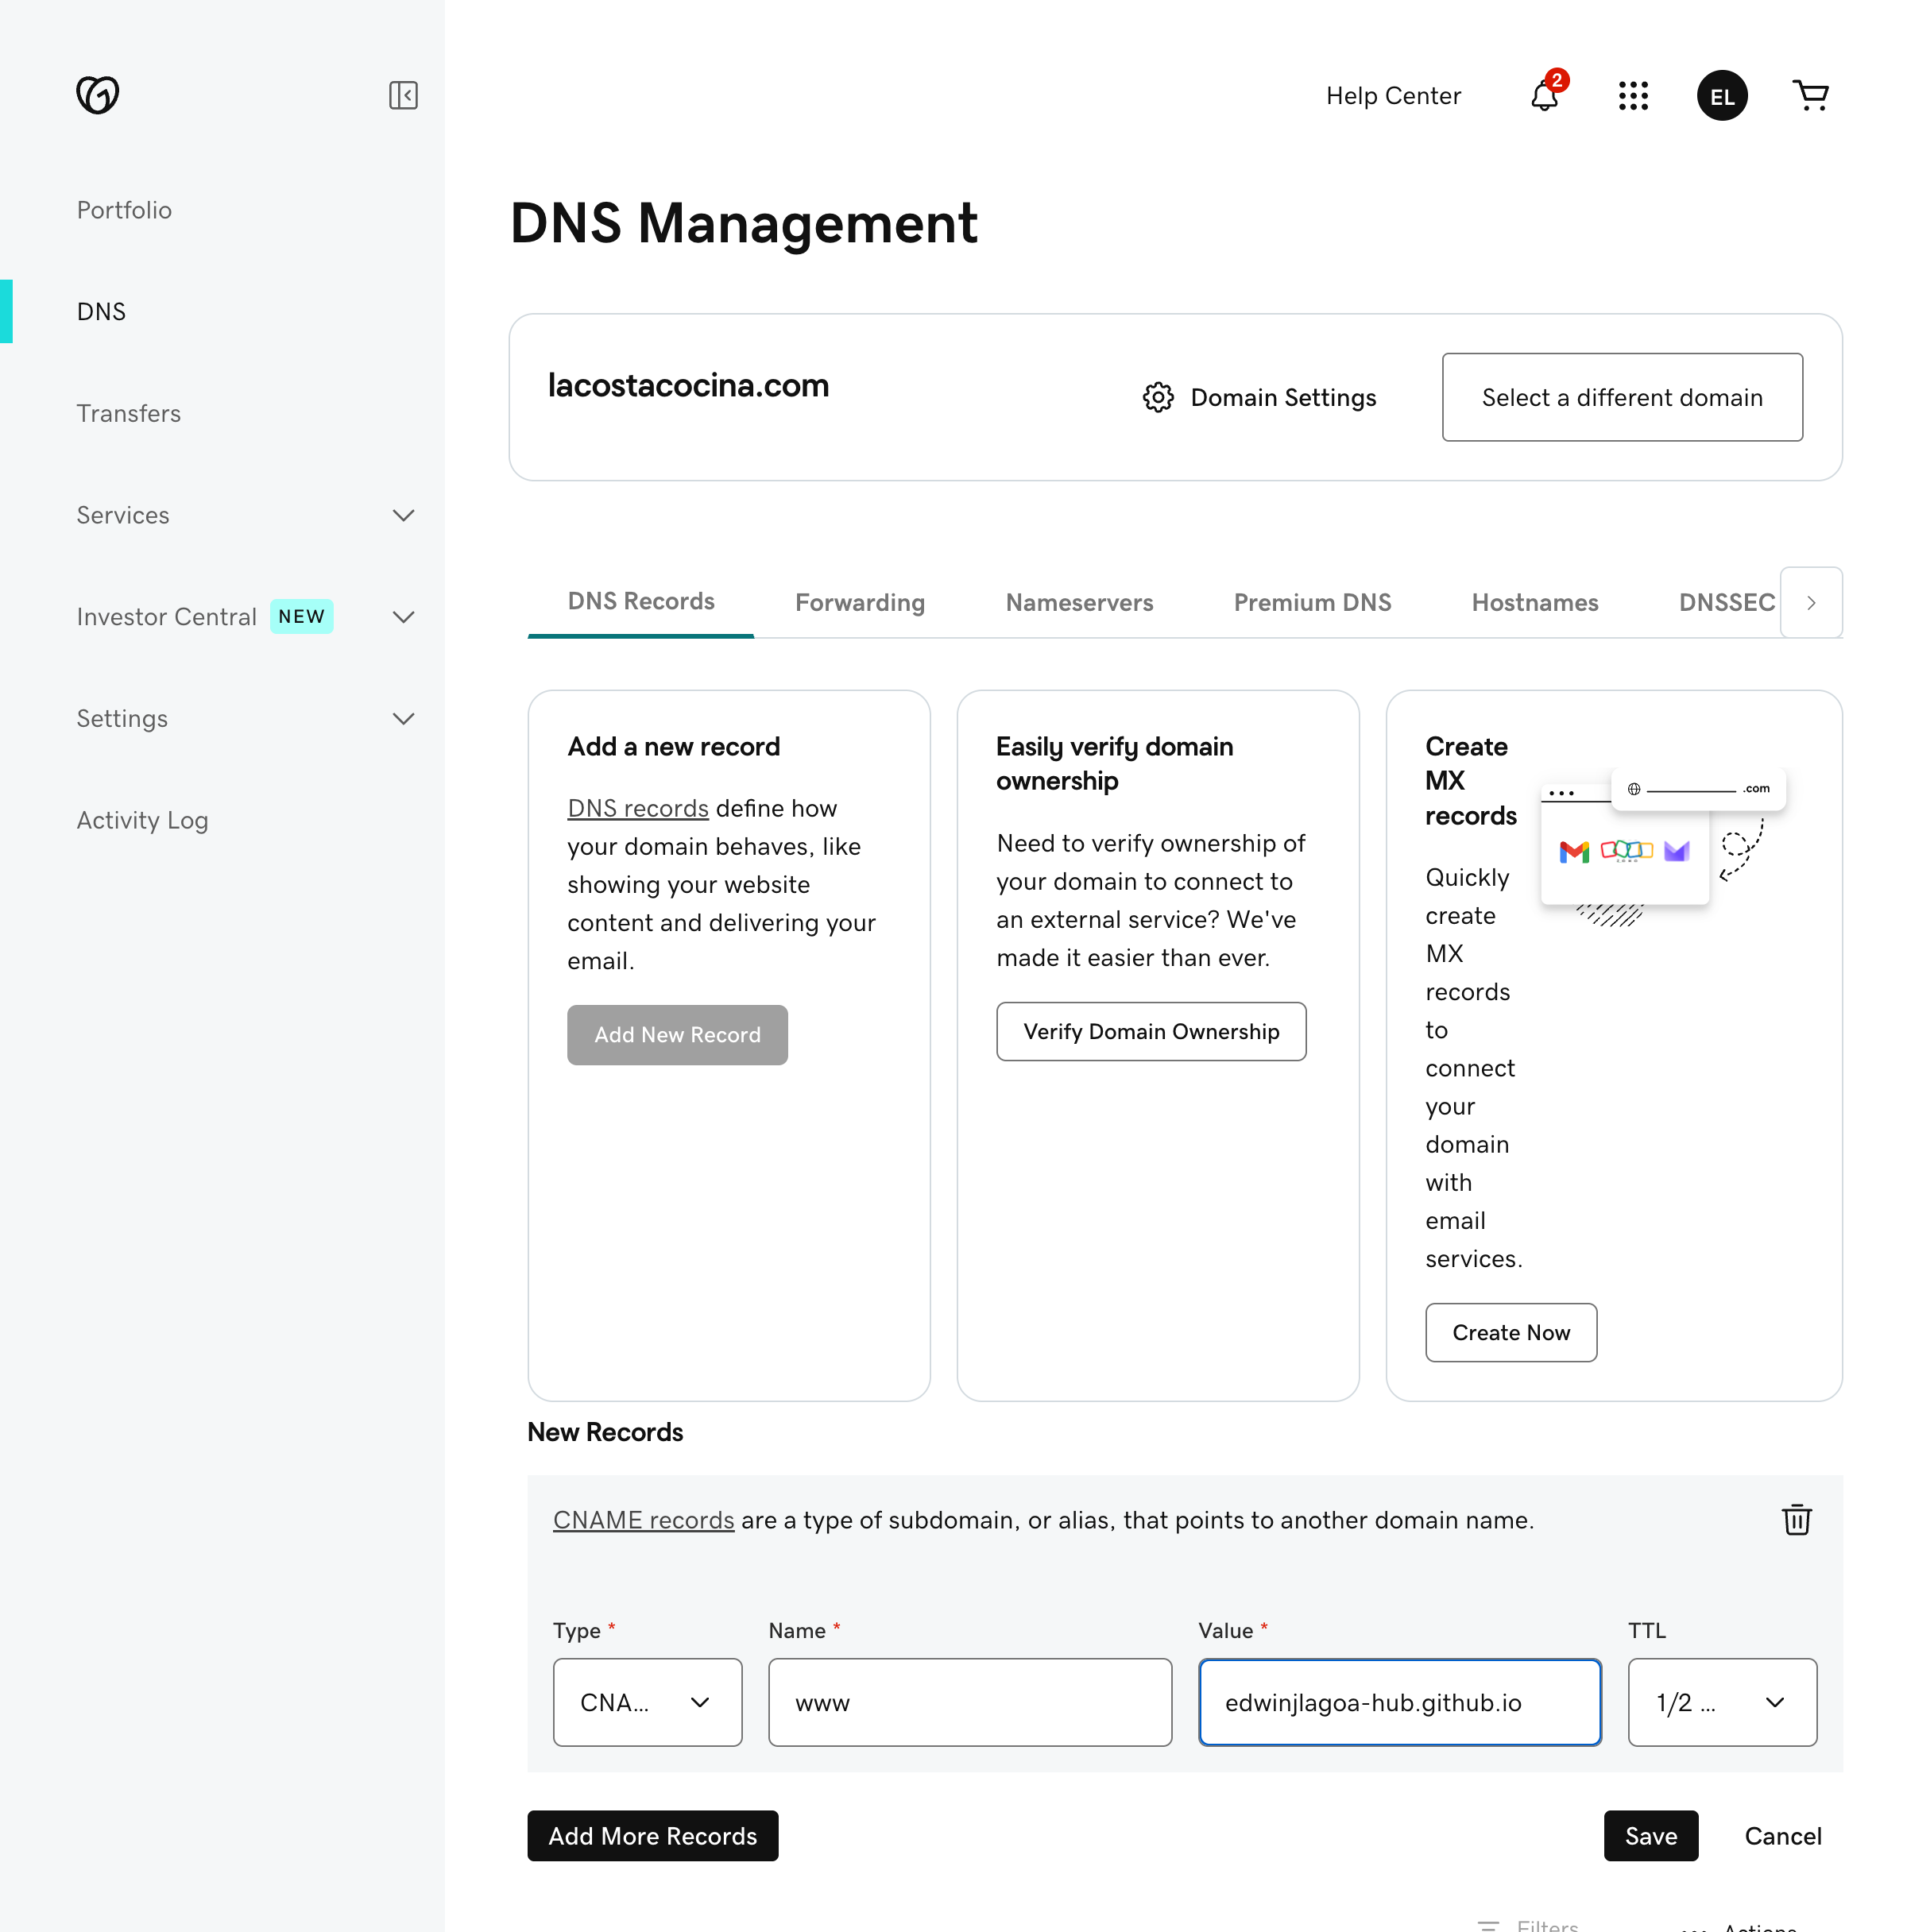 Help Center
2
EL
Portfolio
DNS
Transfers
Services
Investor Central NEW
Settings
Activity Log
DNS Management
lacostacocina.com
Domain Settings
Select a different domain
DNS Records
Forwarding
Nameservers
Premium DNS
Hostnames
DNSSEC
Add a new record
DNS records define how
your domain behaves, like
showing your website
content and delivering your
email.
Add New Record
Easily verify domain
ownership
Need to verify ownership of
your domain to connect to
an external service? We've
made it easier than ever.
Verify Domain Ownership
Create
MX
records
Quickly
create
MX
records
to
connect
your
domain
with
email
services.
.com
Create Now
New Records
CNAME records are a type of subdomain, or alias, that points to another domain name.
Type *
Name *
Value *
TTL
CNA...
www
edwinjlagoa-hub.github.io
1/2 ...
Add More Records
Save
Cancel
Filters
Actions